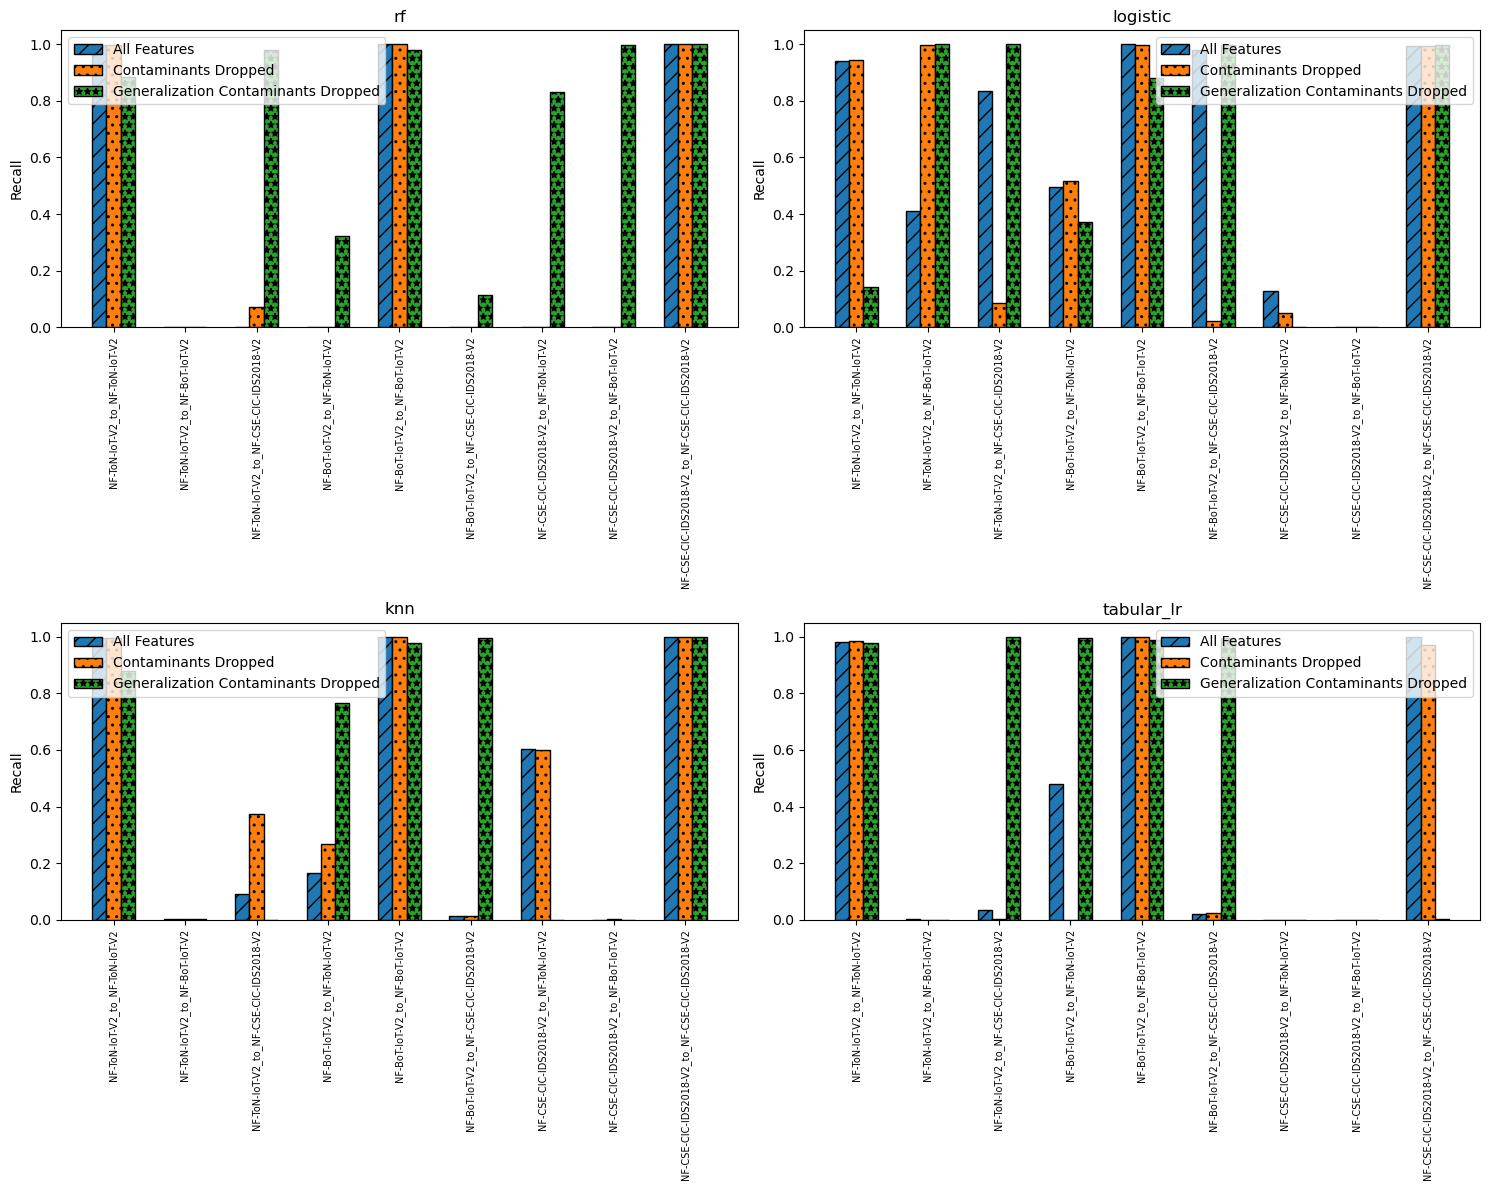 rf
All Features
Contaminants Dropped
Generalization Contaminants Dropped
Recall
1.0
0.8
0.6
0.4
0.2
0.0
NF-ToN-IoT-V2_to_NF-ToN-IoT-V2
NF-ToN-IoT-V2_to_NF-BoT-IoT-V2
NF-ToN-IoT-V2_to_NF-CSE-CIC-IDS2018-V2
NF-BoT-IoT-V2_to_NF-ToN-IoT-V2
NF-BoT-IoT-V2_to_NF-BoT-IoT-V2
NF-BoT-IoT-V2_to_NF-CSE-CIC-IDS2018-V2
NF-CSE-CIC-IDS2018-V2_to_NF-ToN-IoT-V2
NF-CSE-CIC-IDS2018-V2_to_NF-BoT-IoT-V2
NF-CSE-CIC-IDS2018-V2_to_NF-CSE-CIC-IDS2018-V2
logistic
All Features
Contaminants Dropped
Generalization Contaminants Dropped
Recall
1.0
0.8
0.6
0.4
0.2
0.0
NF-ToN-IoT-V2_to_NF-ToN-IoT-V2
NF-ToN-IoT-V2_to_NF-BoT-IoT-V2
NF-ToN-IoT-V2_to_NF-CSE-CIC-IDS2018-V2
NF-BoT-IoT-V2_to_NF-ToN-IoT-V2
NF-BoT-IoT-V2_to_NF-BoT-IoT-V2
NF-BoT-IoT-V2_to_NF-CSE-CIC-IDS2018-V2
NF-CSE-CIC-IDS2018-V2_to_NF-ToN-IoT-V2
NF-CSE-CIC-IDS2018-V2_to_NF-BoT-IoT-V2
NF-CSE-CIC-IDS2018-V2_to_NF-CSE-CIC-IDS2018-V2
knn
All Features
Contaminants Dropped
Generalization Contaminants Dropped
Recall
1.0
0.8
0.6
0.4
0.2
0.0
NF-ToN-IoT-V2_to_NF-ToN-IoT-V2
NF-ToN-IoT-V2_to_NF-BoT-IoT-V2
NF-ToN-IoT-V2_to_NF-CSE-CIC-IDS2018-V2
NF-BoT-IoT-V2_to_NF-ToN-IoT-V2
NF-BoT-IoT-V2_to_NF-BoT-IoT-V2
NF-BoT-IoT-V2_to_NF-CSE-CIC-IDS2018-V2
NF-CSE-CIC-IDS2018-V2_to_NF-ToN-IoT-V2
NF-CSE-CIC-IDS2018-V2_to_NF-BoT-IoT-V2
NF-CSE-CIC-IDS2018-V2_to_NF-CSE-CIC-IDS2018-V2
tabular_lr
All Features
Contaminants Dropped
Generalization Contaminants Dropped
Recall
1.0
0.8
0.6
0.4
0.2
0.0
NF-ToN-IoT-V2_to_NF-ToN-IoT-V2
NF-ToN-IoT-V2_to_NF-BoT-IoT-V2
NF-ToN-IoT-V2_to_NF-CSE-CIC-IDS2018-V2
NF-BoT-IoT-V2_to_NF-ToN-IoT-V2
NF-BoT-IoT-V2_to_NF-BoT-IoT-V2
NF-BoT-IoT-V2_to_NF-CSE-CIC-IDS2018-V2
NF-CSE-CIC-IDS2018-V2_to_NF-ToN-IoT-V2
NF-CSE-CIC-IDS2018-V2_to_NF-BoT-IoT-V2
NF-CSE-CIC-IDS2018-V2_to_NF-CSE-CIC-IDS2018-V2